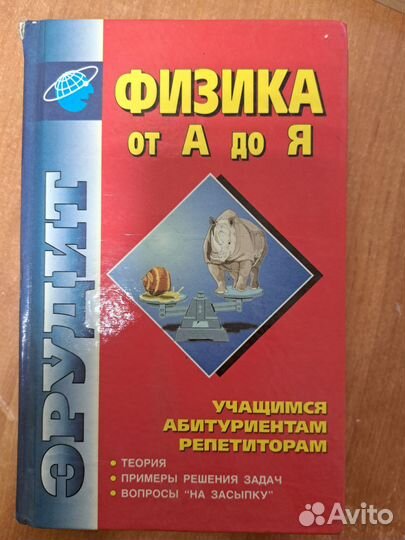 ФИЗИКА
от А до Я
ЭРУДИТ
УЧАЩИМСЯ
АБИТУРИЕНТАМ
РЕПЕТИТОРАМ
• ТЕОРИЯ
• ПРИМЕРЫ РЕШЕНИЯ ЗАДАЧ
• ВОПРОСЫ "НА ЗАСЫПКУ"
Avito